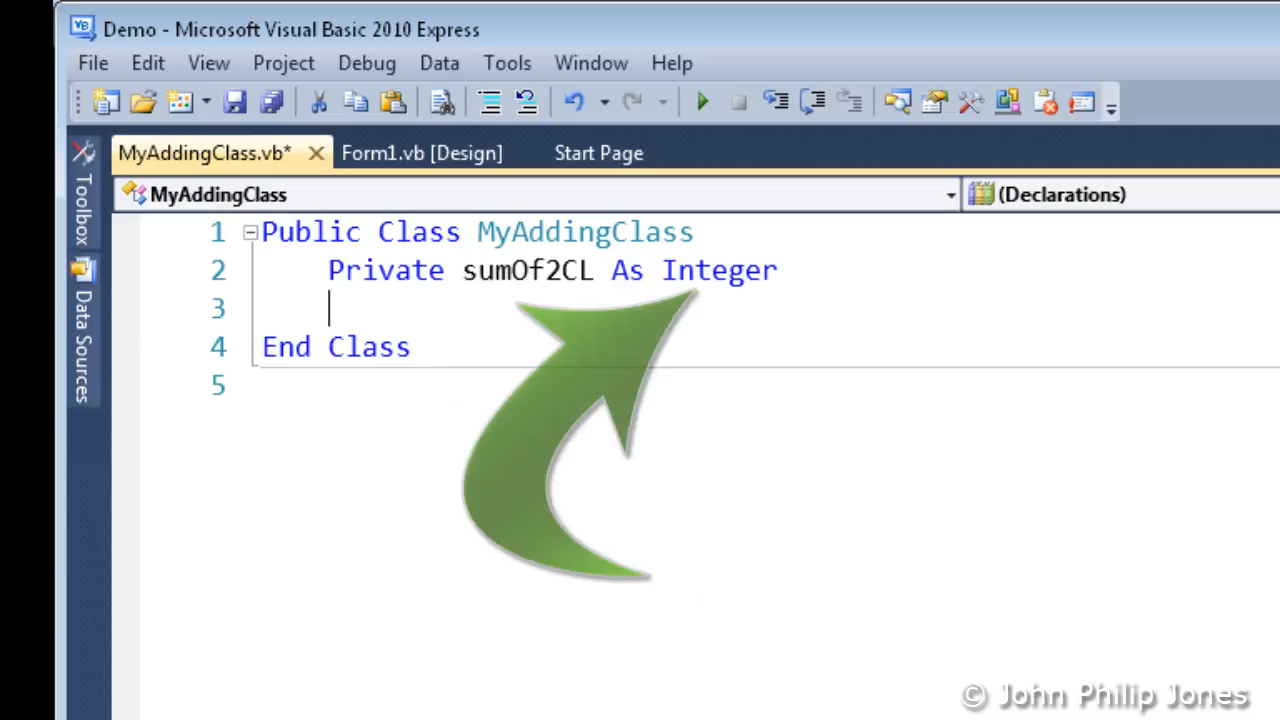 Demo - Microsoft Visual Basic 2010 Express
File Edit View Project Debug Data Tools Window Help
MyAddingClass.vb* Form1.vb [Design] Start Page
MyAddingClass (Declarations)
Toolbox
Data Sources
1 Public Class MyAddingClass
2 Private sumOf2CL As Integer
3
4 End Class
5
© John Philip Jones